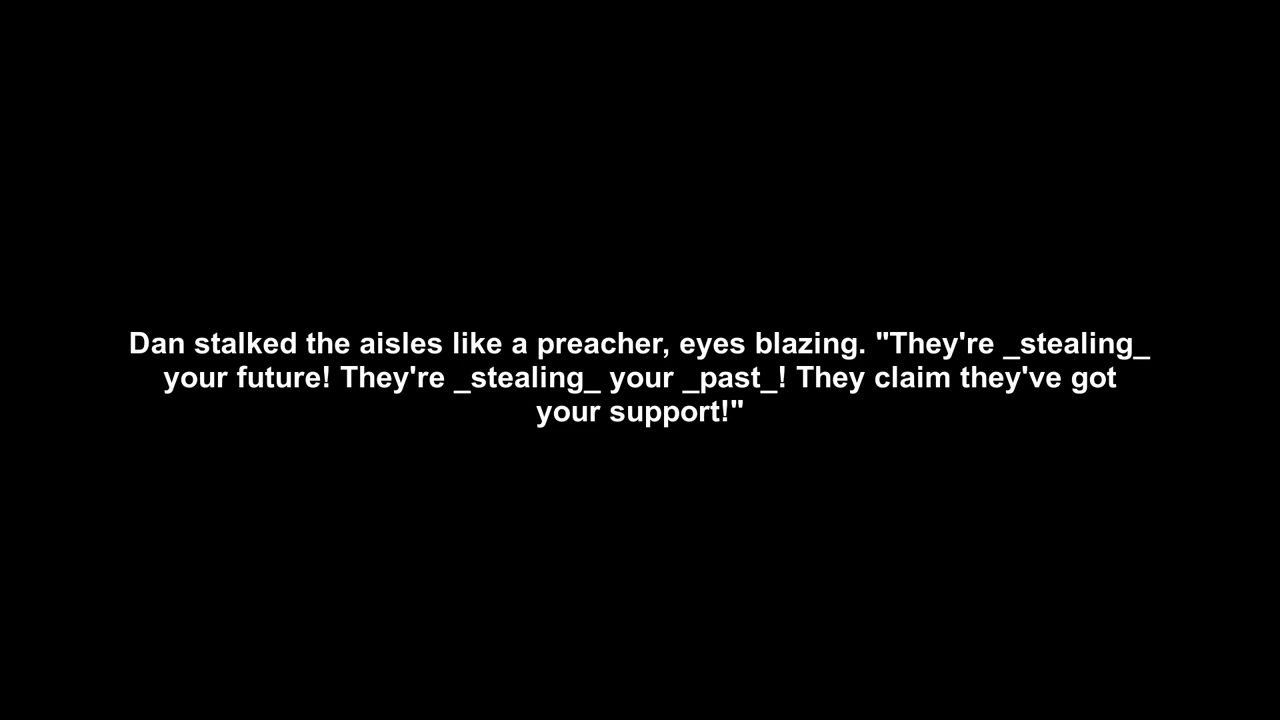 Dan stalked the aisles like a preacher, eyes blazing. "They're _stealing_
your future! They're _stealing_ your _past_! They claim they've got
your support!"